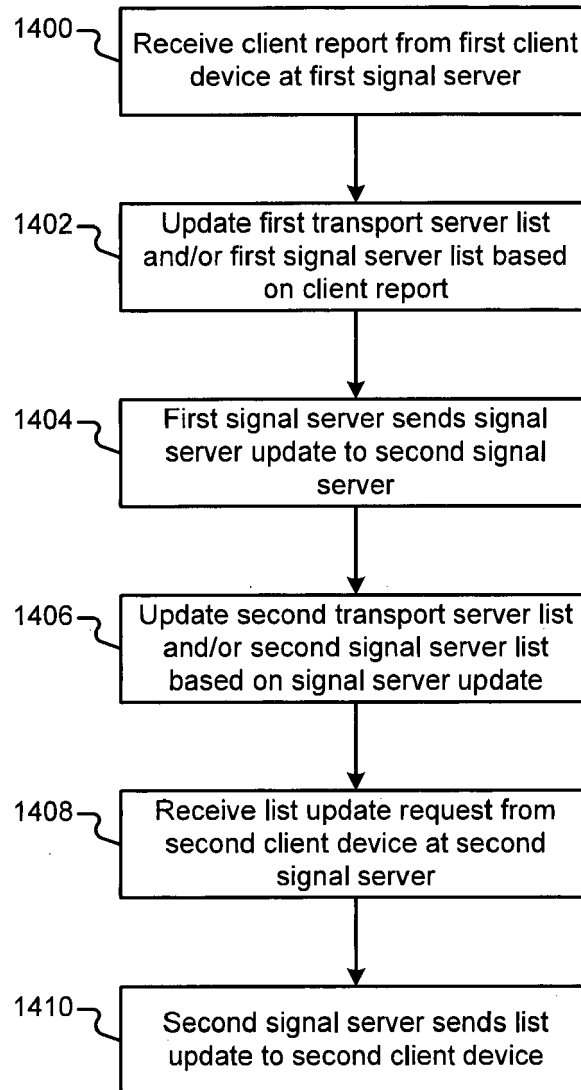 1400
Receive client report from first client
device at first signal server
1402
Update first transport server list
and/or first signal server list based
on client report
1404
First signal server sends signal
server update to second signal
server
1406
Update second transport server list
and/or second signal server list
based on signal server update
1408
Receive list update request from
second client device at second
signal server
1410
Second signal server sends list
update to second client device